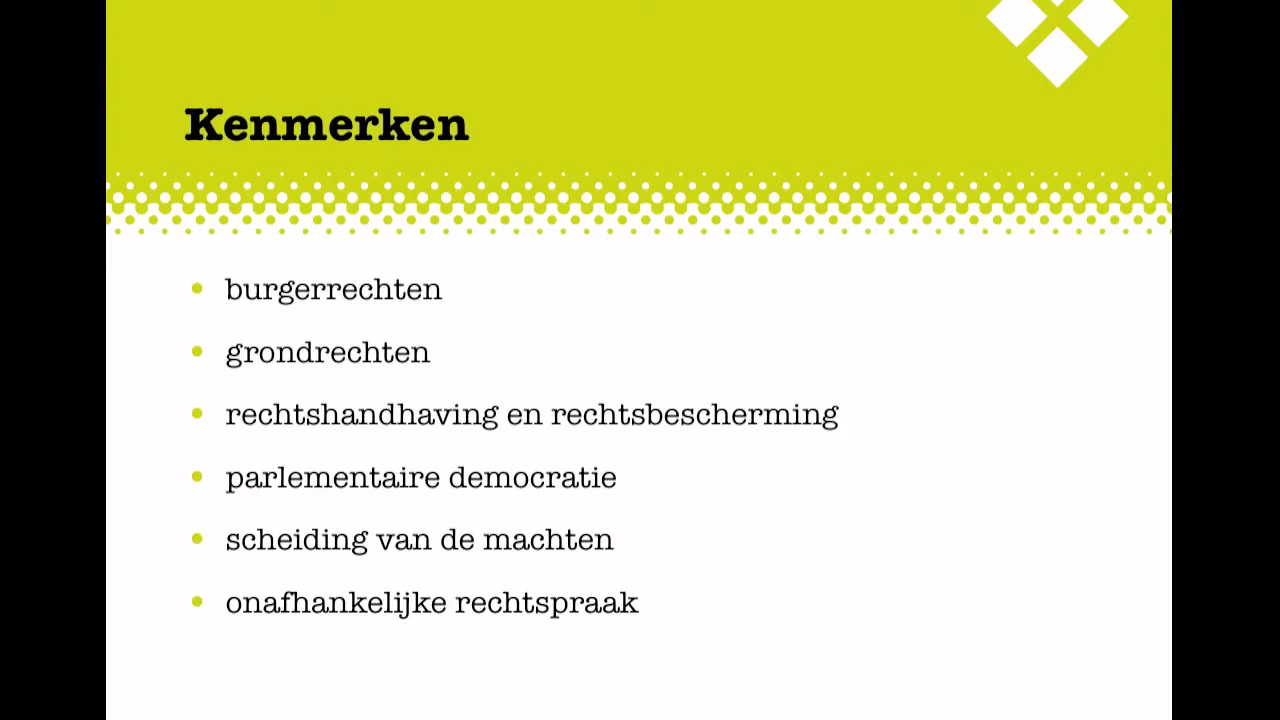 Kenmerken
burgerrechten
grondrechten
rechtshandhaving en rechtsbescherming
parlementaire democratie
scheiding van de machten
onafhankelijke rechtspraak